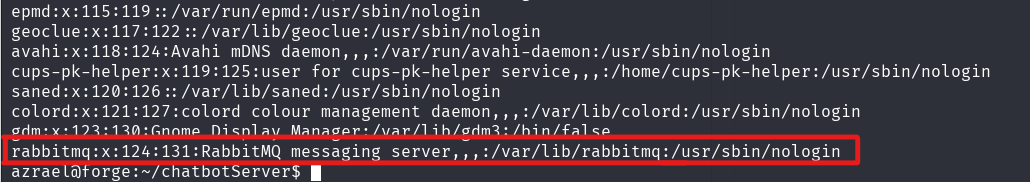 epmd:x:115:119::/var/run/epmd:/usr/sbin/nologin
geoclue:x:117:122::/var/lib/geoclue:/usr/sbin/nologin
avahi:x:118:124:Avahi mDNS daemon,,,:/var/run/avahi-daemon:/usr/sbin/nologin
cups-pk-helper:x:119:125:user for cups-pk-helper service,,,:/home/cups-pk-helper:/usr/sbin/nologin
saned:x:120:126::/var/lib/saned:/usr/sbin/nologin
colord:x:121:127:colord colour management daemon,,,:/var/lib/colord:/usr/sbin/nologin
gdm:x:123:130:Gnome Display Manager:/var/lib/gdm3:/bin/false
rabbitmq:x:124:131:RabbitMQ messaging server,,,:/var/lib/rabbitmq:/usr/sbin/nologin
azrael@forge:~/chatbotServer$